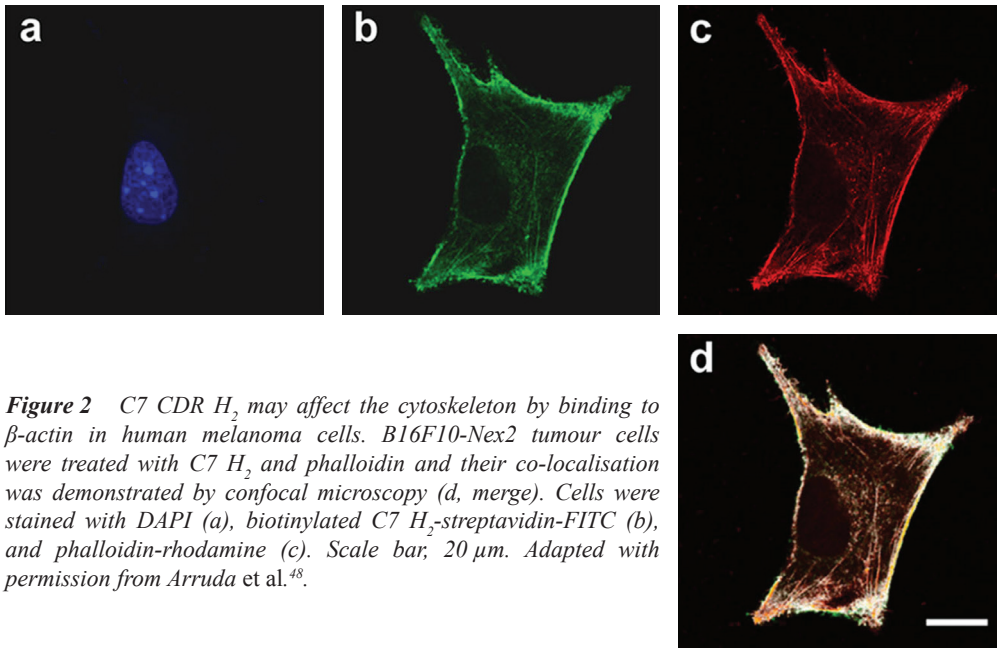 a
b
c
d
Figure 2 C7 CDR H₂ may affect the cytoskeleton by binding to
β-actin in human melanoma cells. B16F10-Nex2 tumour cells
were treated with C7 H₂ and phalloidin and their co-localisation
was demonstrated by confocal microscopy (d, merge). Cells were
stained with DAPI (a), biotinylated C7 H₂-streptavidin-FITC (b),
and phalloidin-rhodamine (c). Scale bar, 20 µm. Adapted with
permission from Arruda et al.⁴⁸.